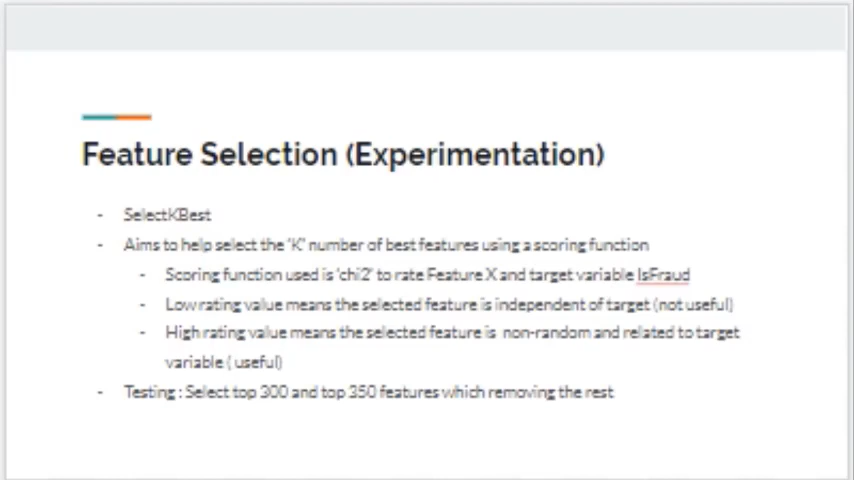 Feature Selection (Experimentation)
- SelectKBest
- Aims to help select the 'K' number of best features using a scoring function
- Scoring function used is 'chi2' to rate Feature X and target variable IsFraud
- Low rating value means the selected feature is independent of target (not useful)
- High rating value means the selected feature is non-random and related to target
variable ( useful)
- Testing : Select top 300 and top 350 features which removing the rest